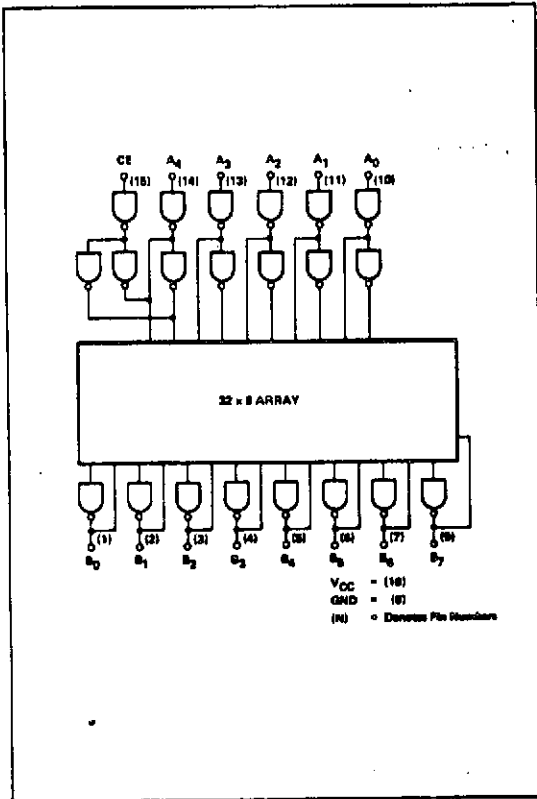 CE A4 A3 A2 A1 A0
(15) (14) (13) (12) (11) (10)
32 x 8 ARRAY
(1) (2) (3) (4) (5) (6) (7) (9)
B0 B1 B2 B3 B4 B5 B6 B7
VCC = (16)
GND = (8)
(N) o Denotes Pin Numbers